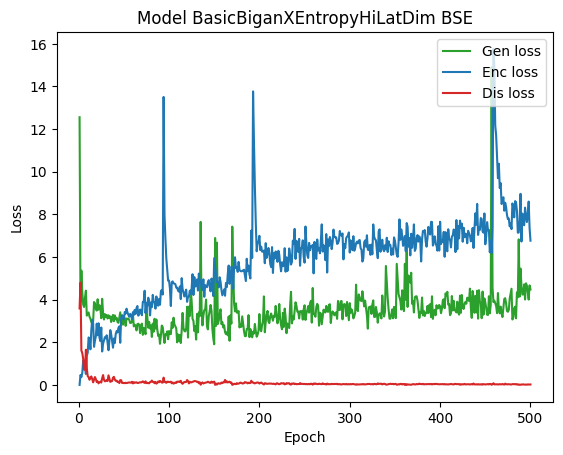 Model BasicBiganXEntropyHiLatDim BSE
Gen loss
Enc loss
Dis loss
Loss
16
14
12
10
8
6
4
2
0
0 100 200 300 400 500
Epoch